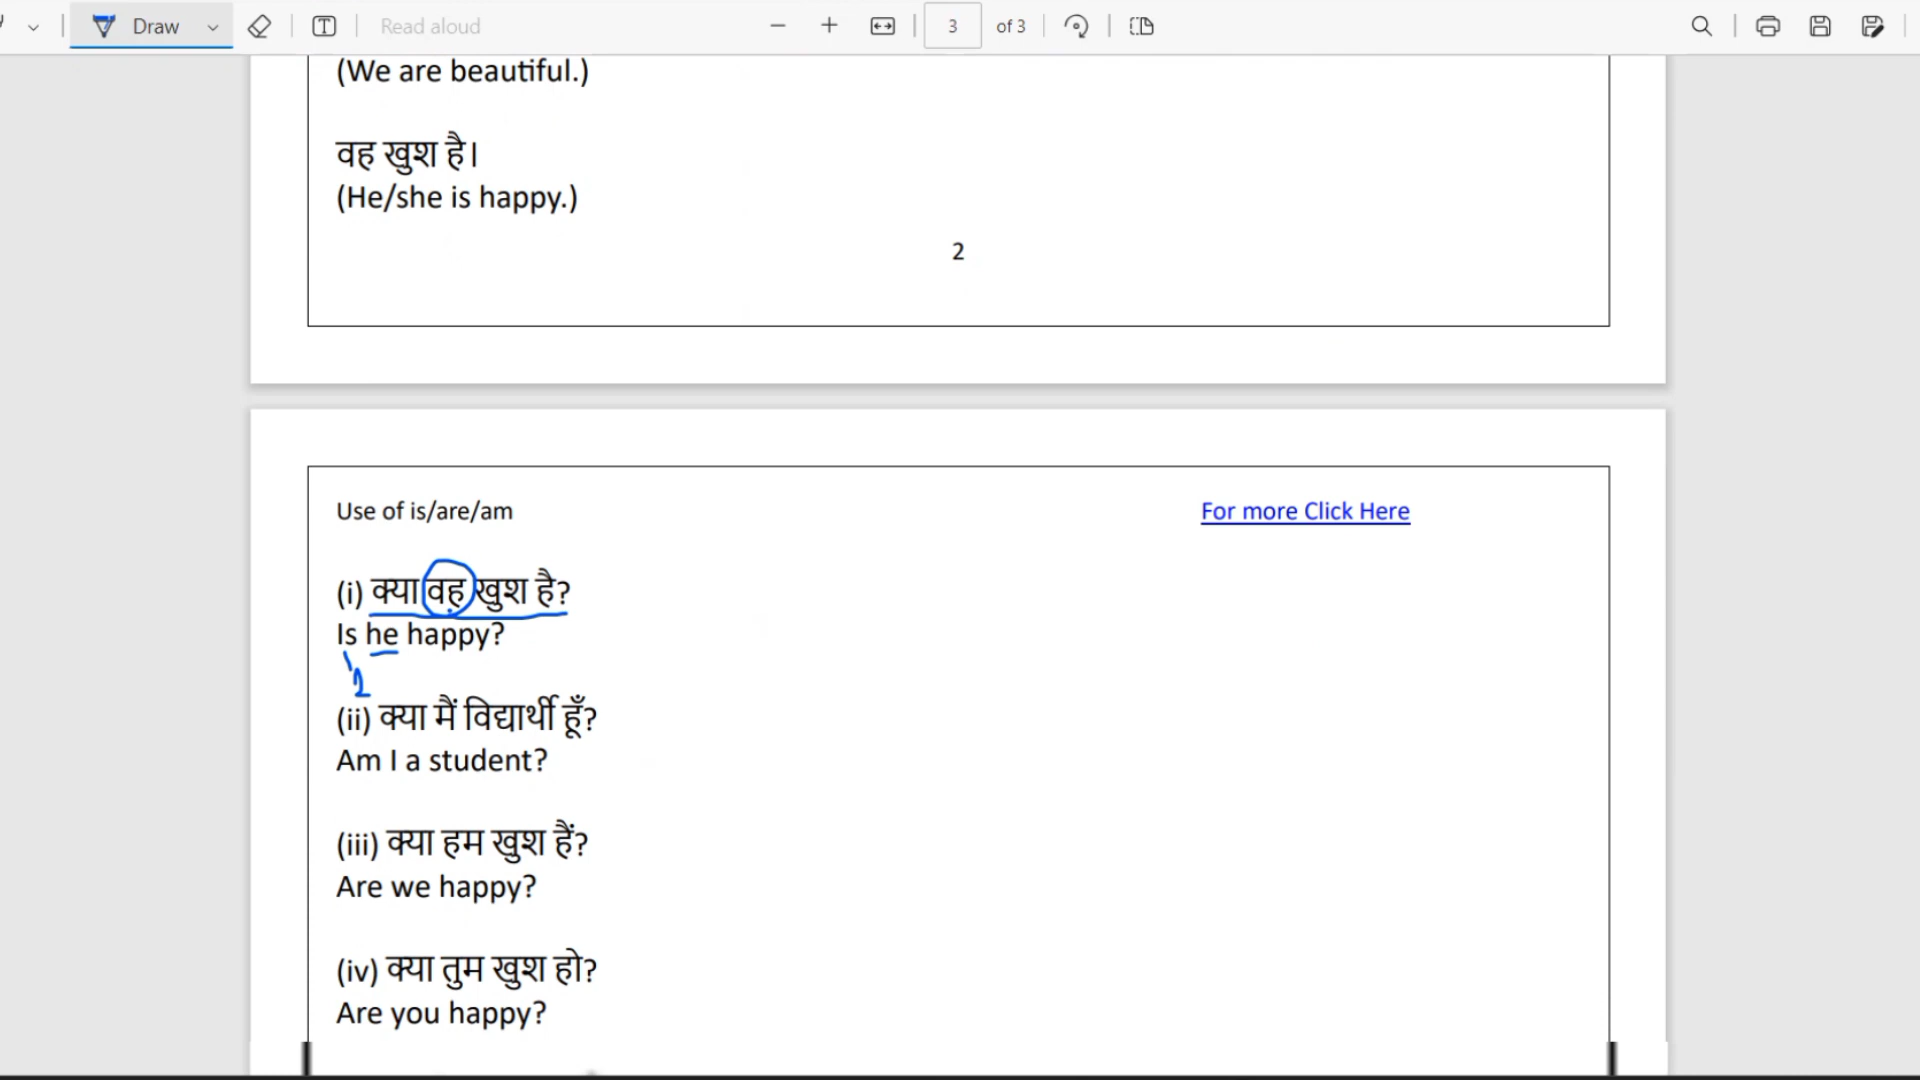 Draw
Read aloud
3 of 3
(We are beautiful.)
वह खुश है।
(He/she is happy.)
2
Use of is/are/am
For more Click Here
(i) क्या वह खुश है?
Is he happy?
2
(ii) क्या मैं विद्यार्थी हूँ?
Am I a student?
(iii) क्या हम खुश हैं?
Are we happy?
(iv) क्या तुम खुश हो?
Are you happy?